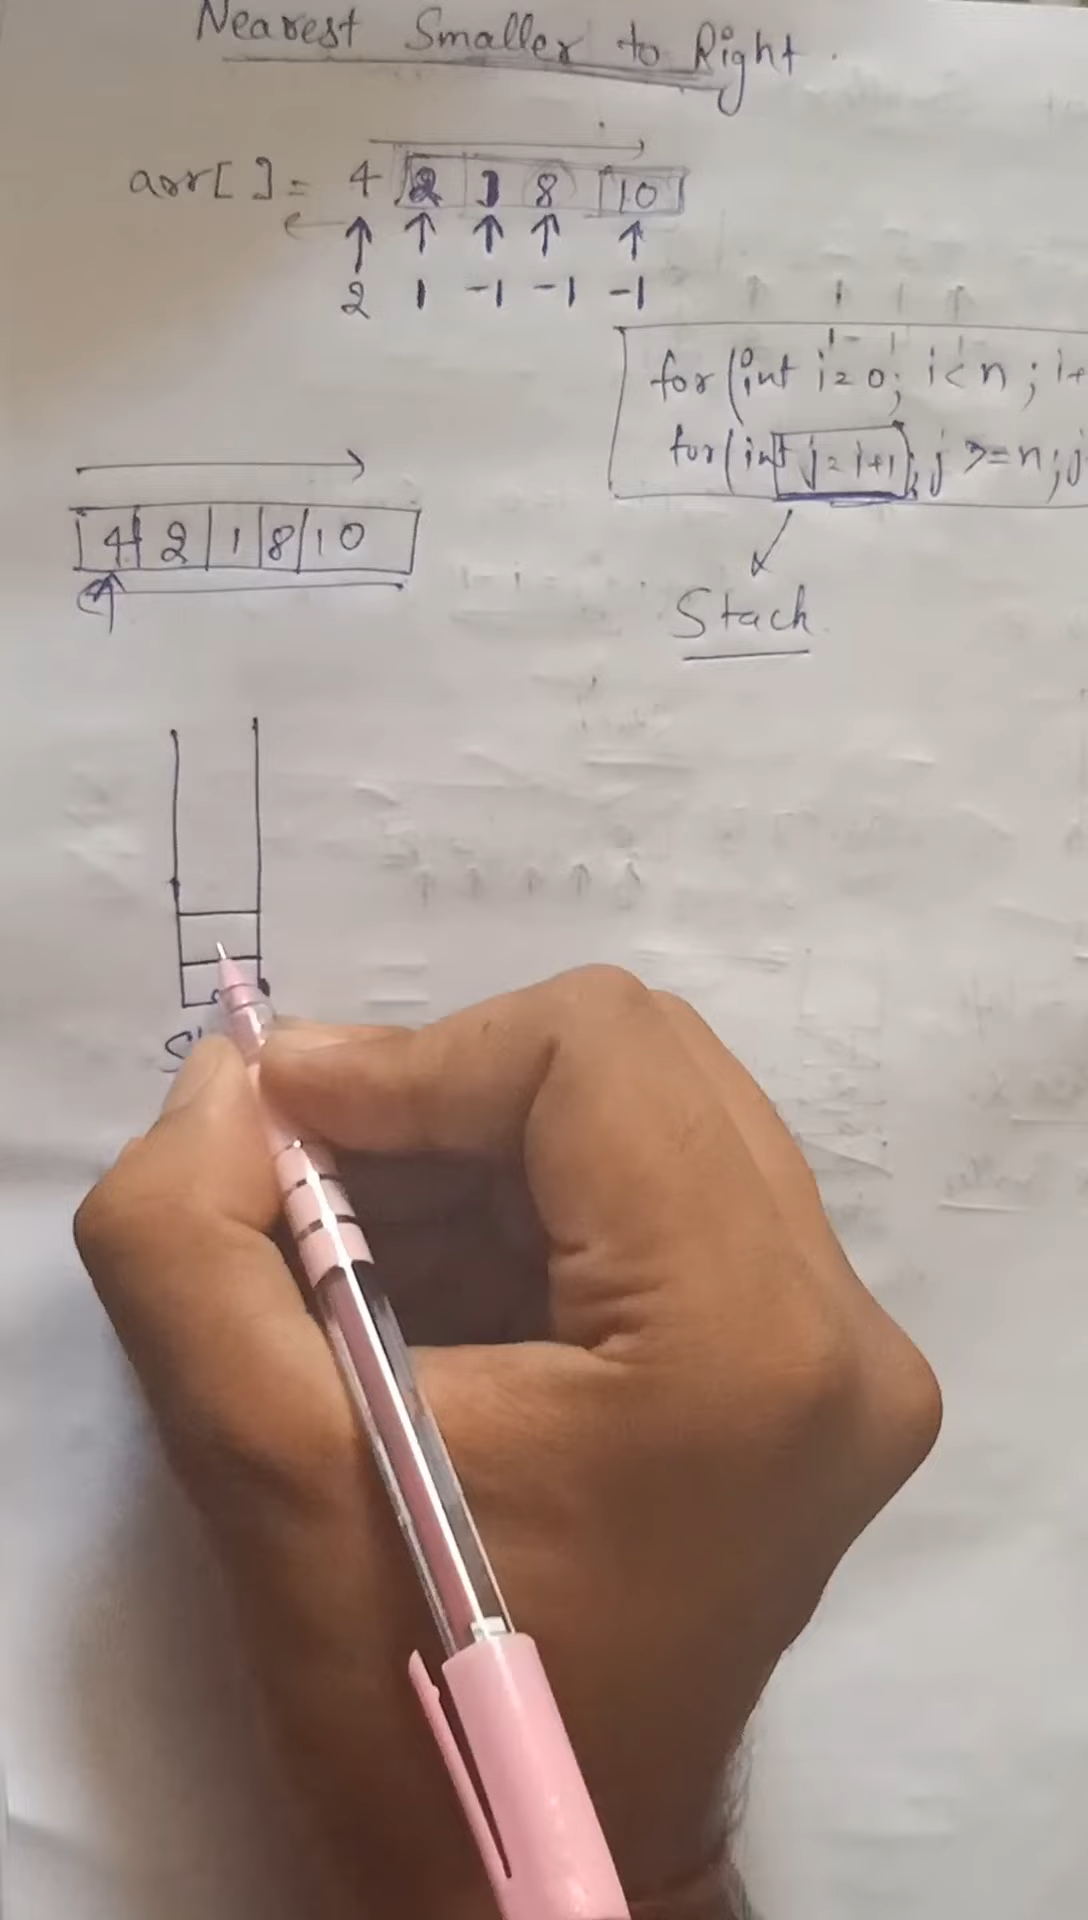 Nearest Smaller to Right.
arr[ ] = 4 2 1 8 10
2 1 -1 -1 -1
for (int i=0; i<n; i+
for (int j=i+1; j >=n; j
4 2 1 8 10
Stack